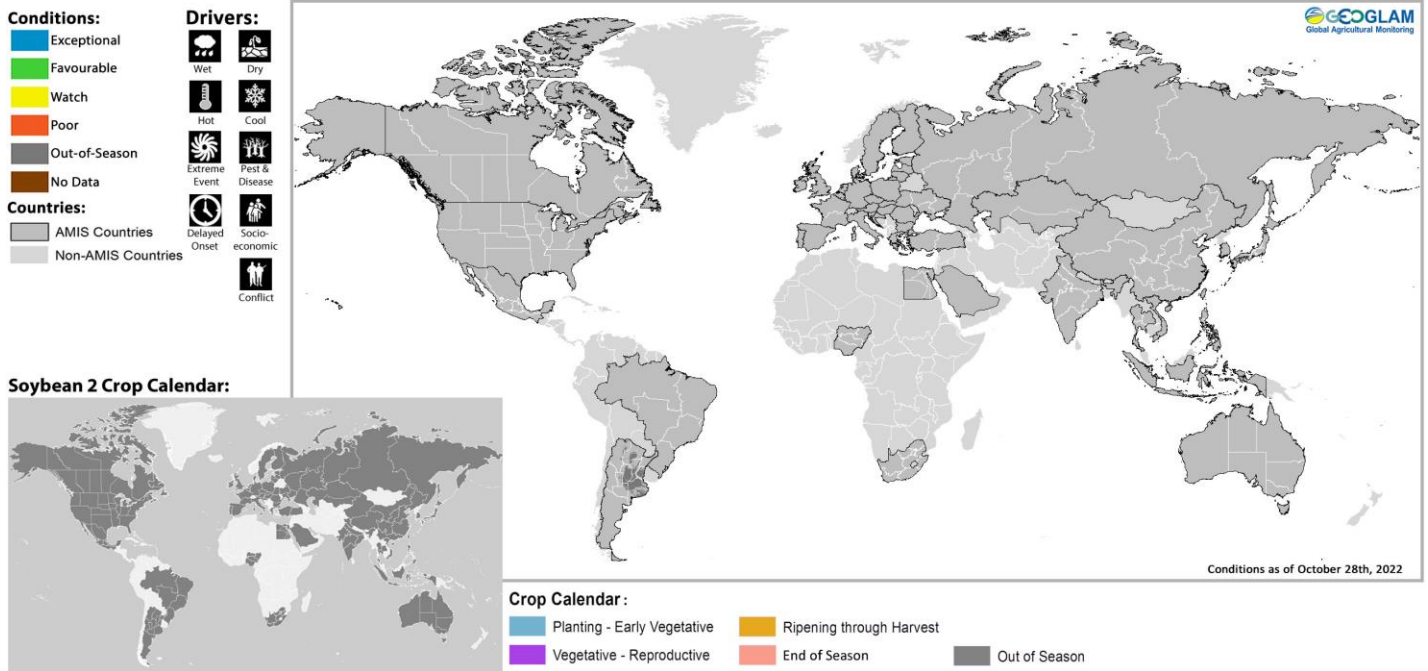 Conditions:
Exceptional
Favourable
Watch
Poor
Out-of-Season
No Data
Countries:
AMIS Countries
Non-AMIS Countries
Drivers:
Wet
Dry
Hot
Cool
Extreme
Event
Pest &
Disease
Delayed
Onset
Socio-
economic
Conflict
GEOGLAM
Global Agricultural Monitoring
Conditions as of October 28th, 2022
Soybean 2 Crop Calendar:
Crop Calendar :
Planting - Early Vegetative
Ripening through Harvest
Vegetative - Reproductive
End of Season
Out of Season